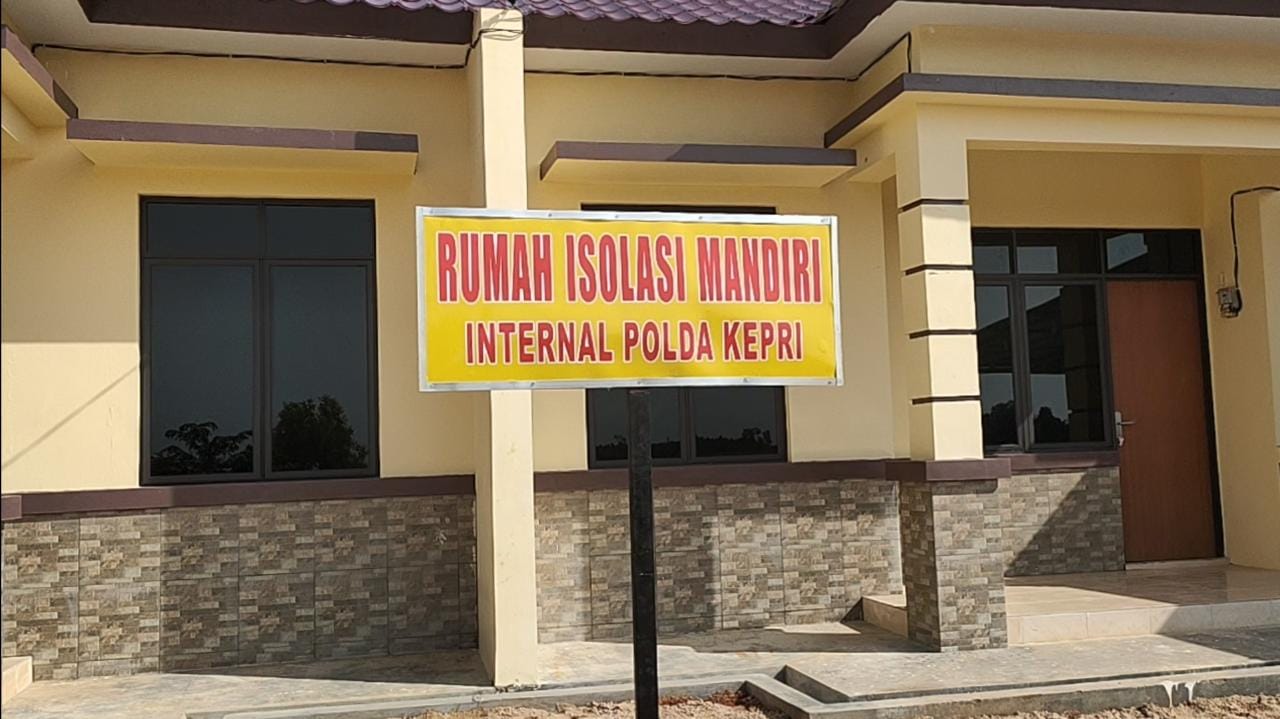 RUMAH ISOLASI MANDIRI
INTERNAL POLDA KEPRI